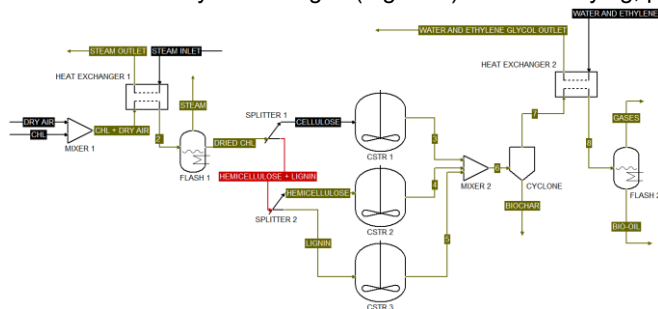 STEAM OUTLET
STEAM INLET
WATER AND ETHYLENE GLYCOL OUTLET
WATER AND ETHYLENE
HEAT EXCHANGER 1
HEAT EXCHANGER 2
DRY AIR
CHL
MIXER 1
CHL + DRY AIR
2
STEAM
FLASH 1
DRIED CHL
SPLITTER 1
CELLULOSE
HEMICELLULOSE + LIGNIN
HEMICELLULOSE
SPLITTER 2
LIGNIN
CSTR 1
CSTR 2
CSTR 3
3
4
5
MIXER 2
6
7
CYCLONE
BIOCHAR
8
GASES
FLASH 2
BIO-OIL